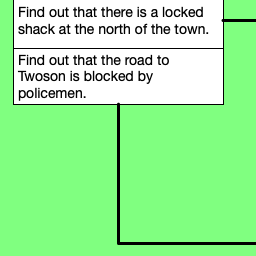 Find out that there is a locked
shack at the north of the town.
Find out that the road to
Twoson is blocked by
policemen.